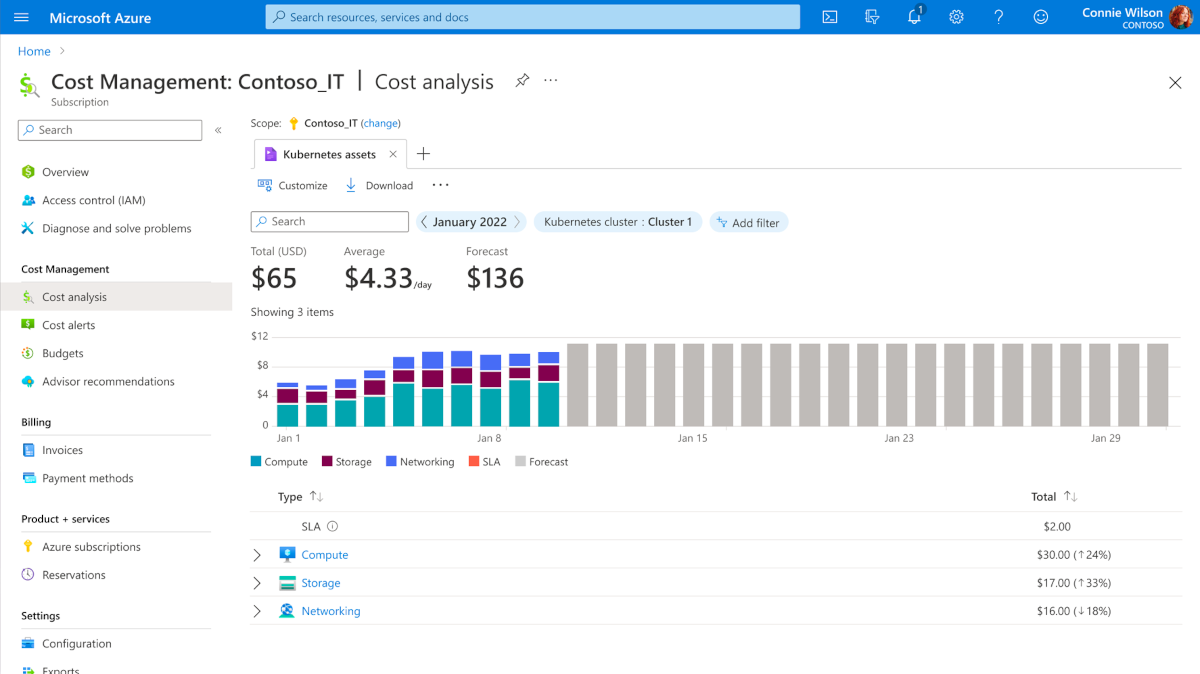 Microsoft Azure
Search resources, services and docs
1
Connie Wilson
CONTOSO
Home
Cost Management: Contoso_IT | Cost analysis
Subscription
Search
Overview
Access control (IAM)
Diagnose and solve problems
Cost Management
Cost analysis
Cost alerts
Budgets
Advisor recommendations
Billing
Invoices
Payment methods
Product + services
Azure subscriptions
Reservations
Settings
Configuration
Exports
Scope: Contoso_IT (change)
Kubernetes assets
Customize Download
Search January 2022 Kubernetes cluster : Cluster 1 Add filter
Total (USD) Average Forecast
$65 $4.33/day $136
Showing 3 items
$12
$8
$4
0
Jan 1 Jan 8 Jan 15 Jan 23 Jan 29
Compute Storage Networking SLA Forecast
Type Total
SLA $2.00
Compute $30.00 (↑24%)
Storage $17.00 (↑33%)
Networking $16.00 (↓18%)